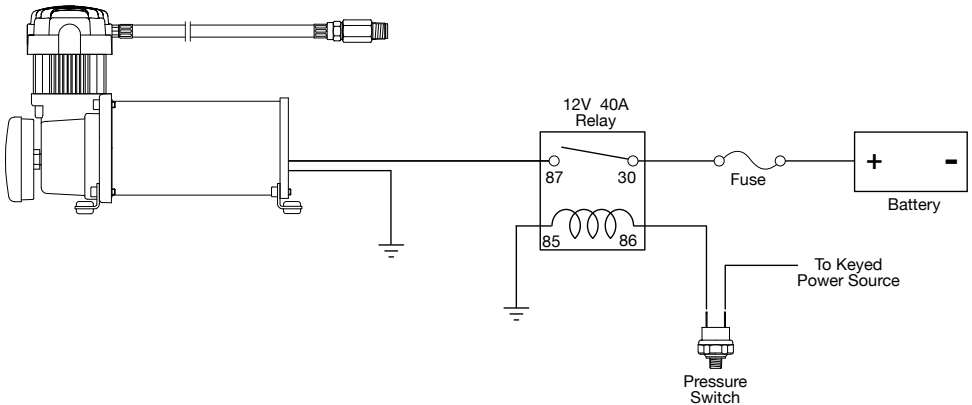 12V 40A
Relay
87
30
Fuse
+
-
Battery
85
86
To Keyed
Power Source
Pressure
Switch